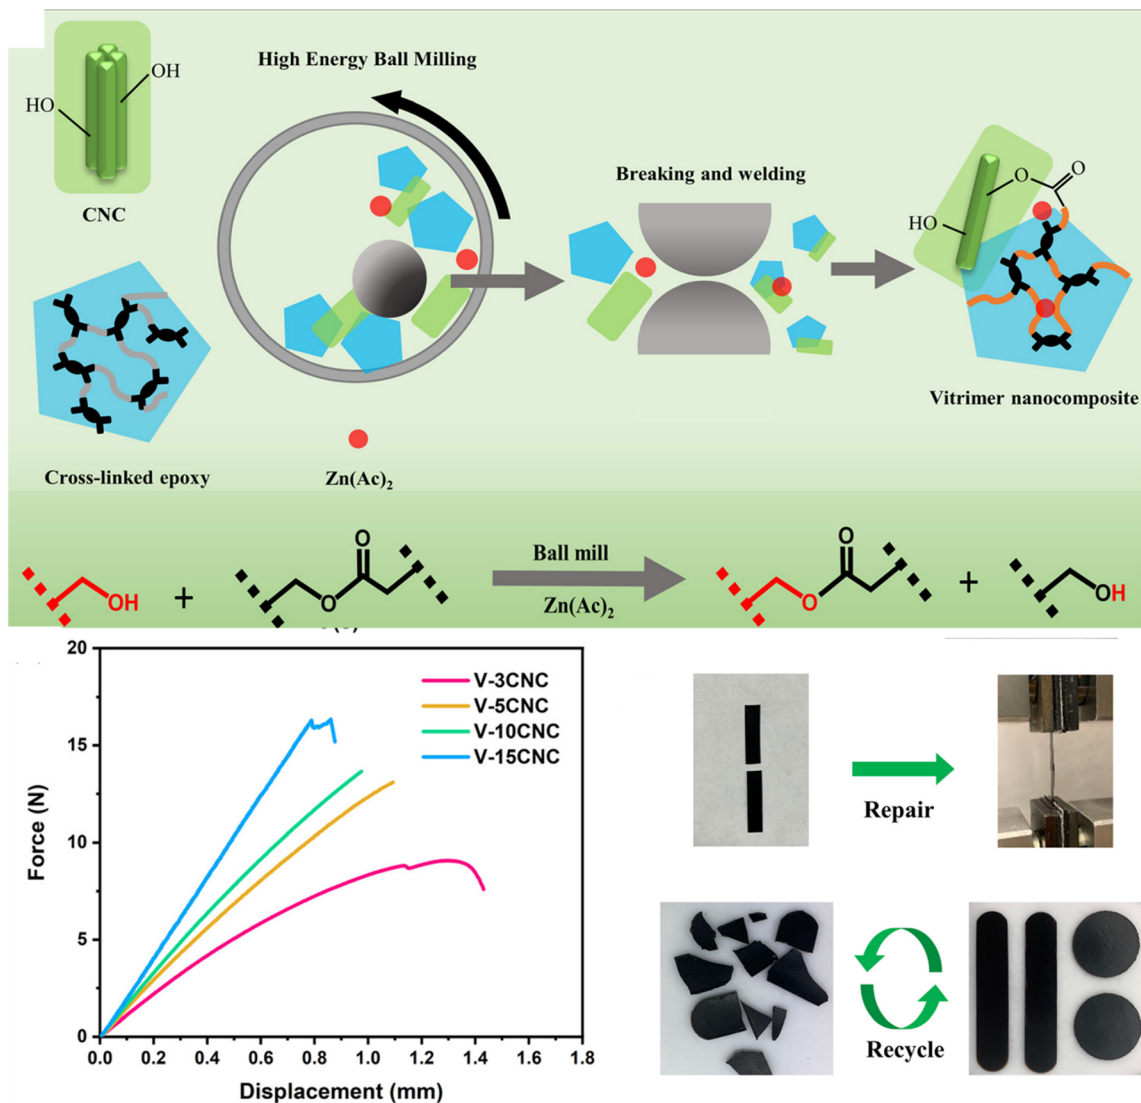 High Energy Ball Milling
OH
HO
CNC
Breaking and welding
O
O
HO
Vitrimer nanocomposite
Cross-linked epoxy
Zn(Ac)2
OH
+
O
O
Ball mill
Zn(Ac)2
O
O
+
OH
V-3CNC
V-5CNC
V-10CNC
V-15CNC
Force (N)
20
15
10
5
0
0.0 0.2 0.4 0.6 0.8 1.0 1.2 1.4 1.6 1.8
Displacement (mm)
Repair
Recycle